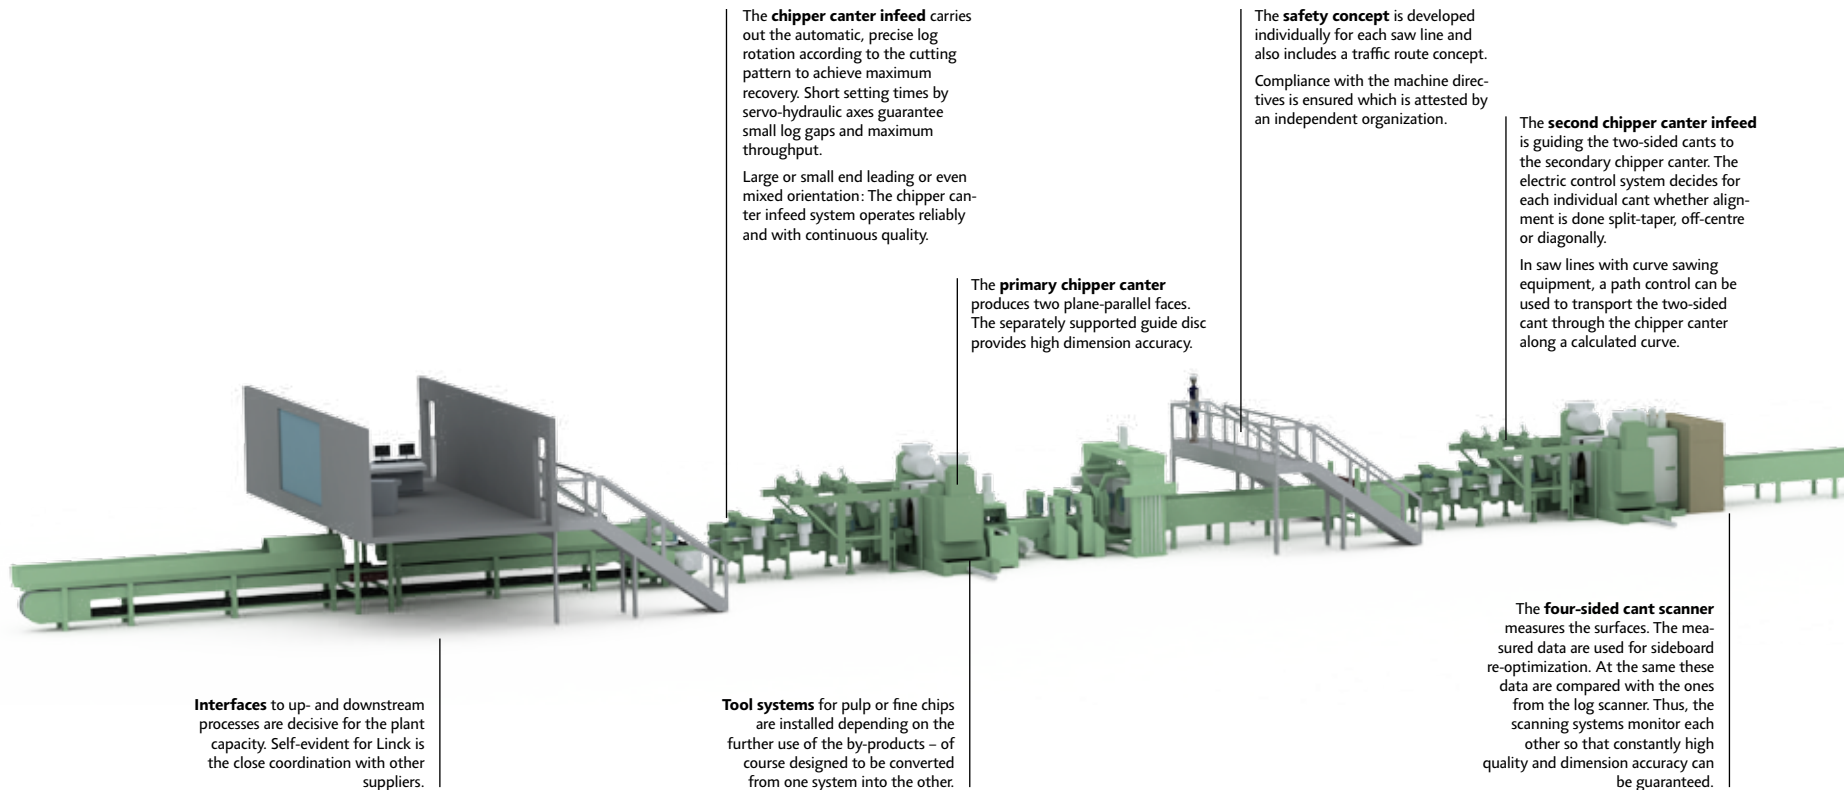 The chipper canter infeed carries
out the automatic, precise log
rotation according to the cutting
pattern to achieve maximum
recovery. Short setting times by
servo-hydraulic axes guarantee
small log gaps and maximum
throughput.
Large or small end leading or even
mixed orientation: The chipper can-
ter infeed system operates reliably
and with continuous quality.
The primary chipper canter
produces two plane-parallel faces.
The separately supported guide disc
provides high dimension accuracy.
The safety concept is developed
individually for each saw line and
also includes a traffic route concept.
Compliance with the machine direc-
tives is ensured which is attested by
an independent organization.
The second chipper canter infeed
is guiding the two-sided cants to
the secondary chipper canter. The
electric control system decides for
each individual cant whether align-
ment is done split-taper, off-centre
or diagonally.
In saw lines with curve sawing
equipment, a path control can be
used to transport the two-sided
cant through the chipper canter
along a calculated curve.
Interfaces to up- and downstream
processes are decisive for the plant
capacity. Self-evident for Linck is
the close coordination with other
suppliers.
Tool systems for pulp or fine chips
are installed depending on the
further use of the by-products – of
course designed to be converted
from one system into the other.
The four-sided cant scanner
measures the surfaces. The mea-
sured data are used for sideboard
re-optimization. At the same these
data are compared with the ones
from the log scanner. Thus, the
scanning systems monitor each
other so that constantly high
quality and dimension accuracy can
be guaranteed.